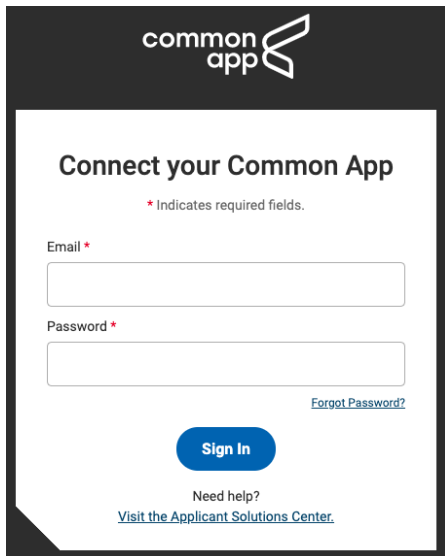 common
app
Connect your Common App
* Indicates required fields.
Email *
Password *
Forgot Password?
Sign In
Need help?
Visit the Applicant Solutions Center.